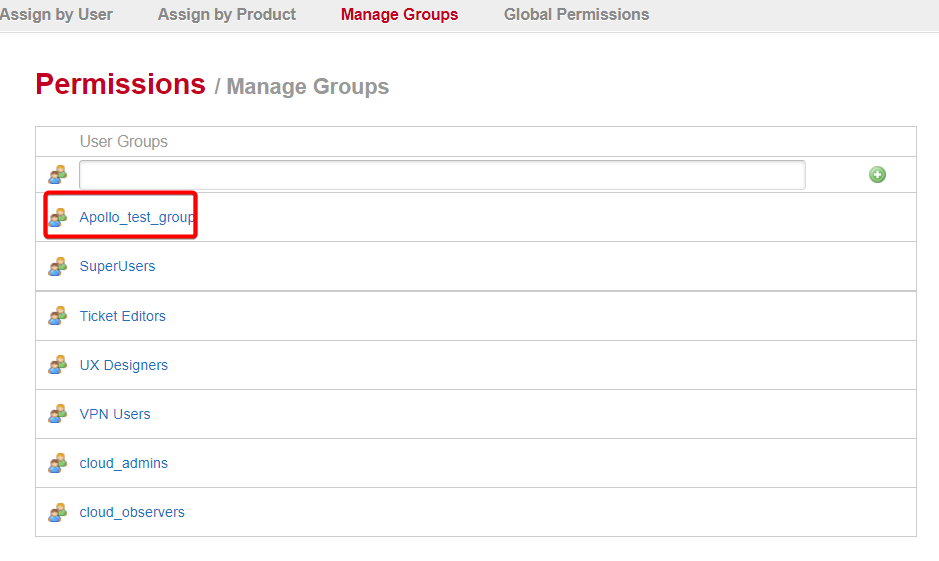 Assign by User Assign by Product Manage Groups Global Permissions
Permissions / Manage Groups
User Groups
Apollo_test_group
SuperUsers
Ticket Editors
UX Designers
VPN Users
cloud_admins
cloud_observers